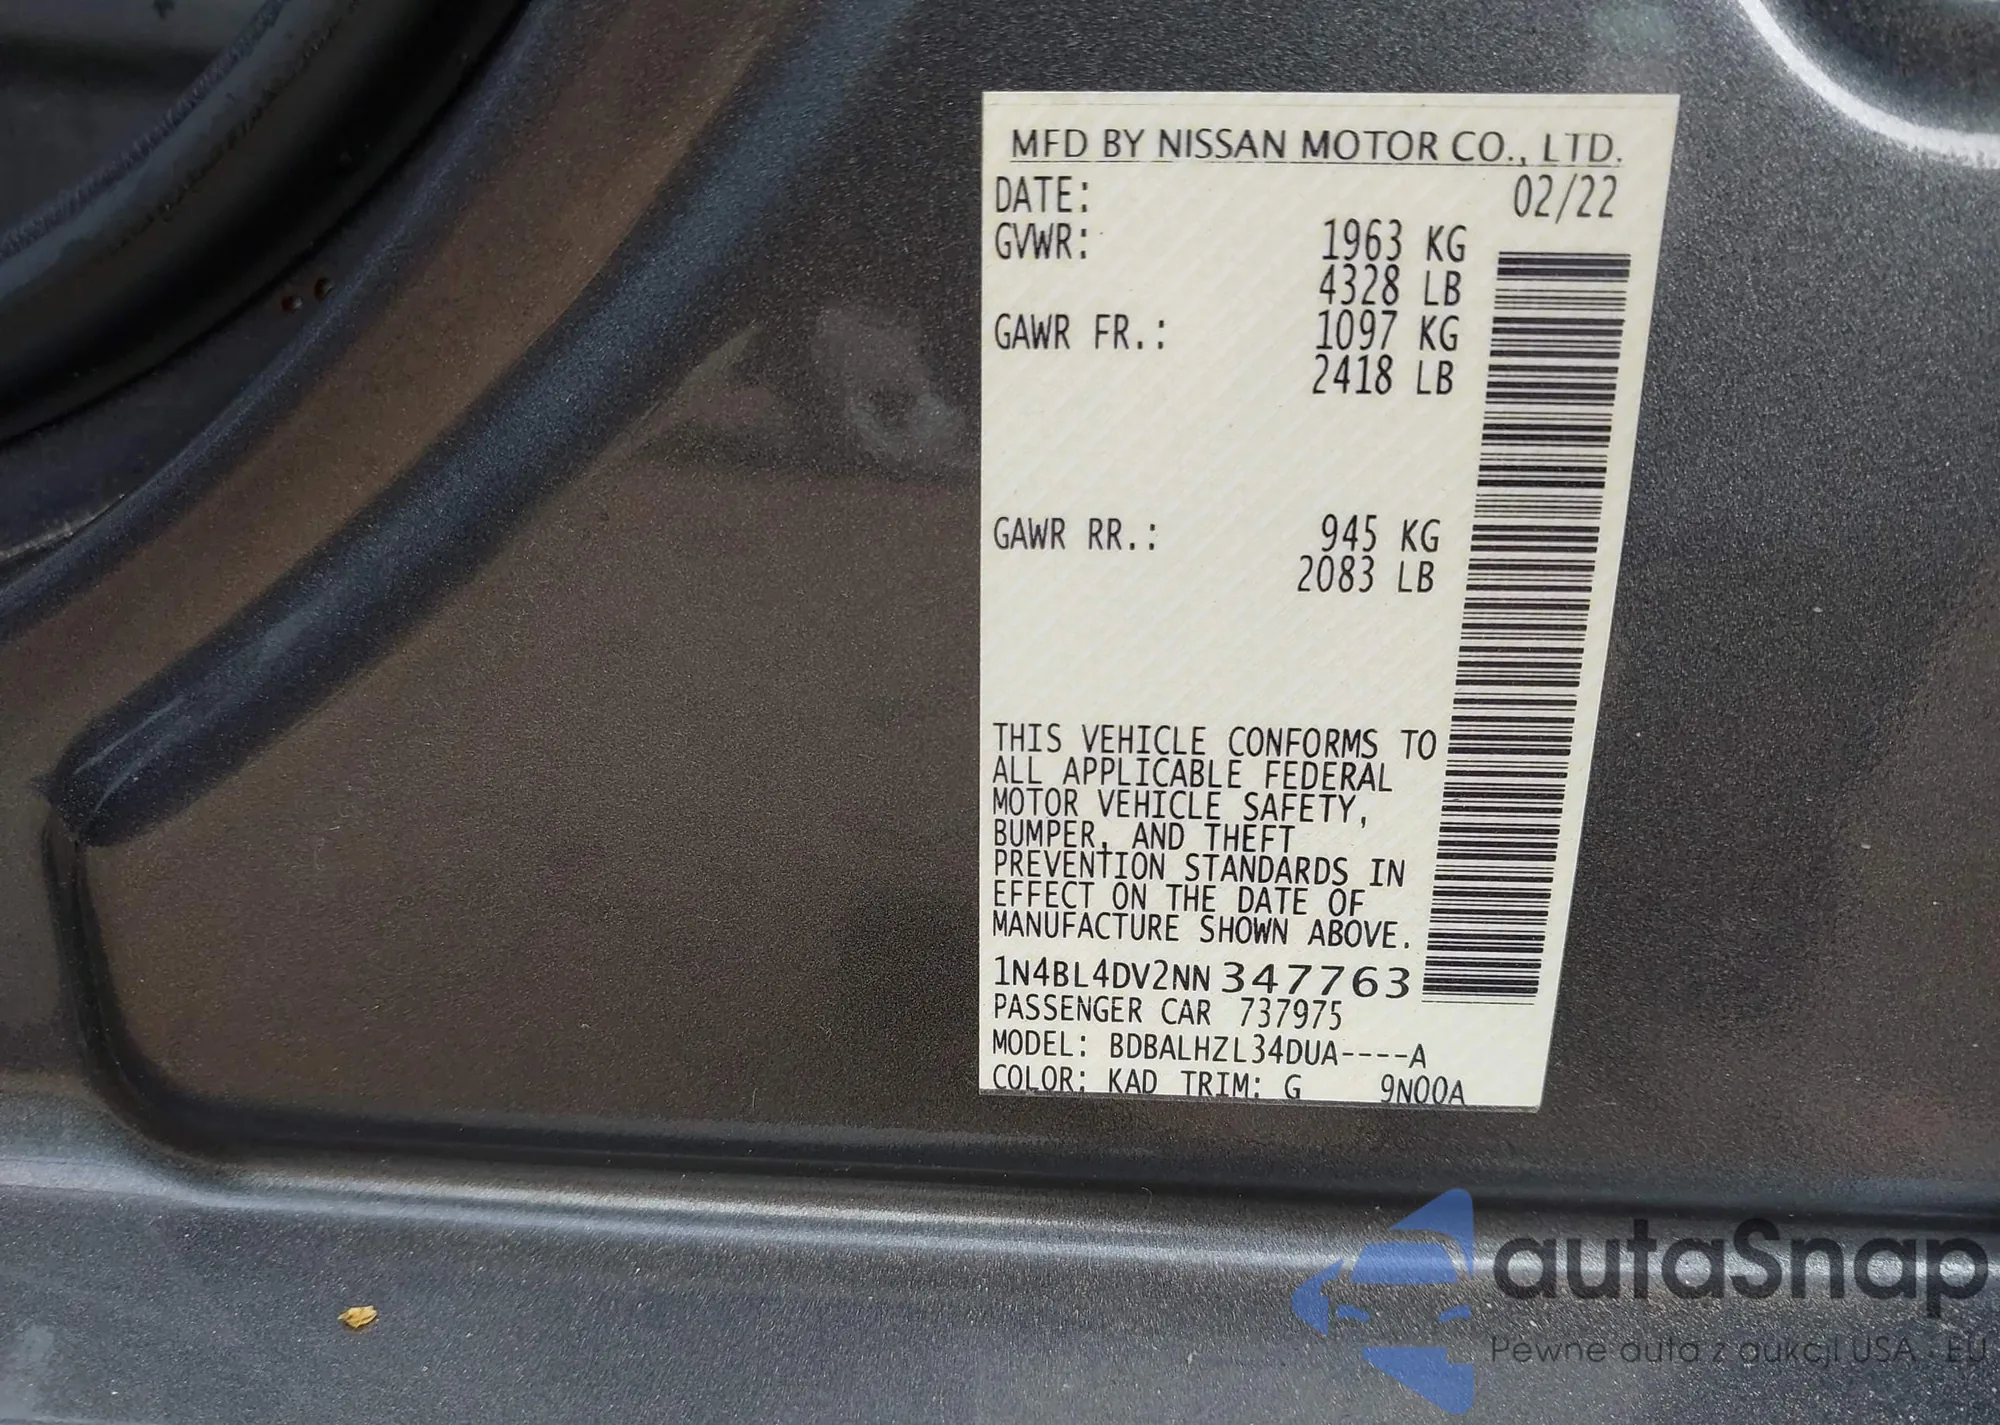 MFD BY NISSAN MOTOR CO., LTD.
DATE: 02/22
GVWR: 1963 KG
4328 LB
GAWR FR.: 1097 KG
2418 LB
GAWR RR.: 945 KG
2083 LB
THIS VEHICLE CONFORMS TO
ALL APPLICABLE FEDERAL
MOTOR VEHICLE SAFETY,
BUMPER, AND THEFT
PREVENTION STANDARDS IN
EFFECT ON THE DATE OF
MANUFACTURE SHOWN ABOVE.
1N4BL4DV2NN347763
PASSENGER CAR 737975
MODEL: BDBALHZL34DUA----A
COLOR: KAD TRIM: G 9N00A
autaSnap
Pewne auta z aukcji USA · EU